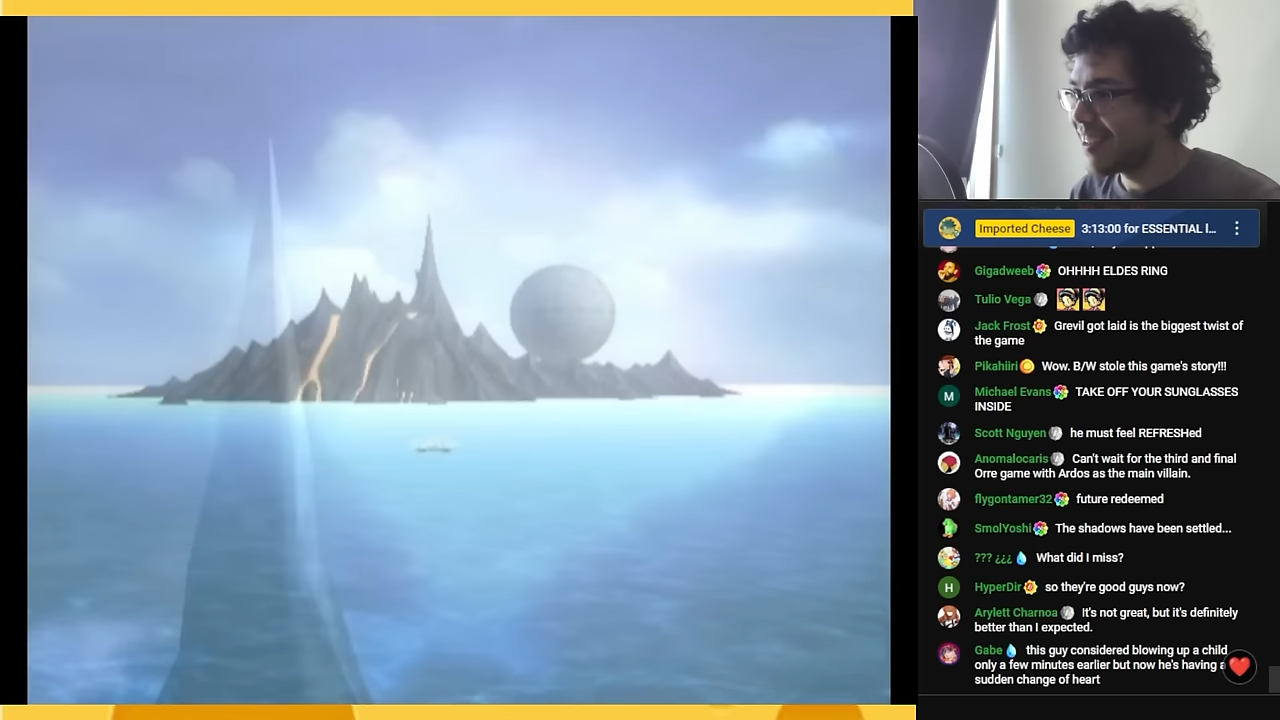 Imported Cheese 3:13:00 for ESSENTIAL I...
Gigadweeb OHHHH ELDES RING
Tulio Vega
Jack Frost Grevil got laid is the biggest twist of
the game
Pikahiiri Wow. B/W stole this game's story!!!
M Michael Evans TAKE OFF YOUR SUNGLASSES
INSIDE
Scott Nguyen he must feel REFRESHed
Anomalocaris Can't wait for the third and final
Orre game with Ardos as the main villain.
flygontamer32 future redeemed
SmolYoshi The shadows have been settled...
??? ¿¿¿ What did I miss?
H HyperDir so they're good guys now?
Arylett Charnoa It's not great, but it's definitely
better than I expected.
Gabe this guy considered blowing up a child
only a few minutes earlier but now he's having a
sudden change of heart